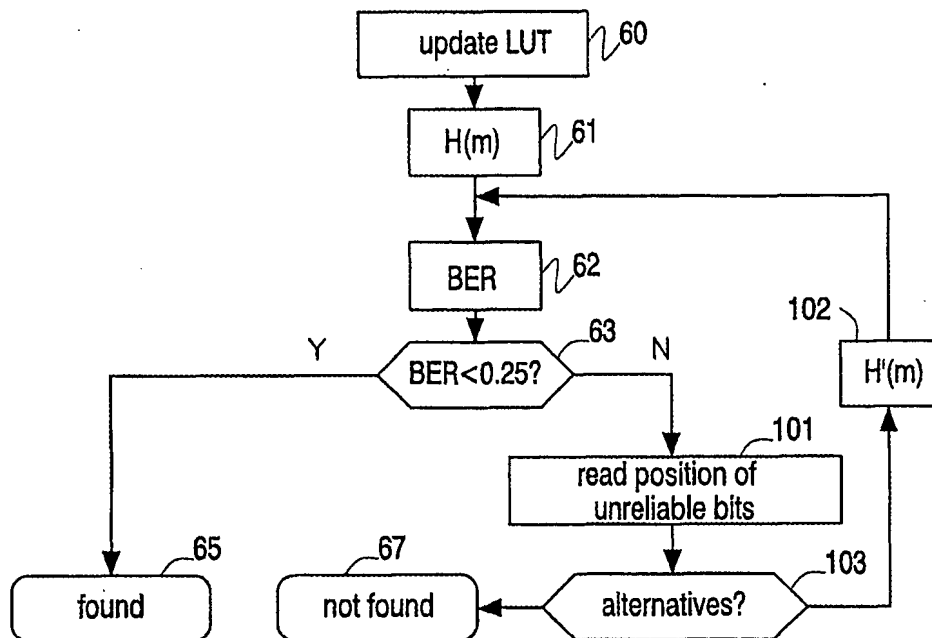 update LUT
60
H(m)
61
BER
62
102
63
Y
N
BER<0.25?
H'(m)
101
read position of
unreliable bits
65
67
103
found
not found
alternatives?